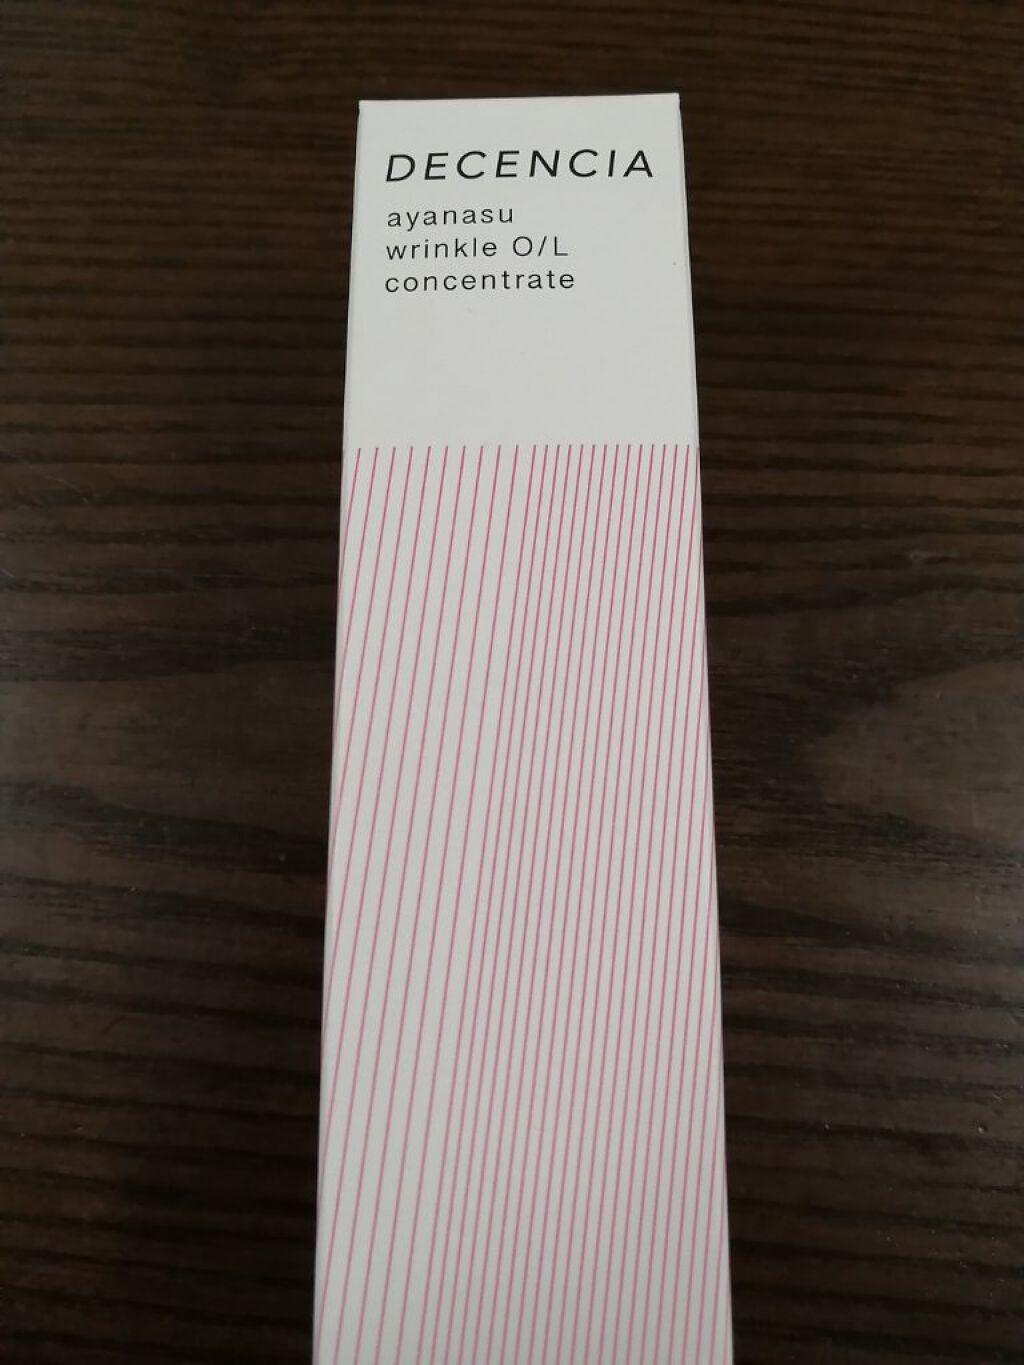 DECENCIA
ayanasu
wrinkle O/L
concentrate